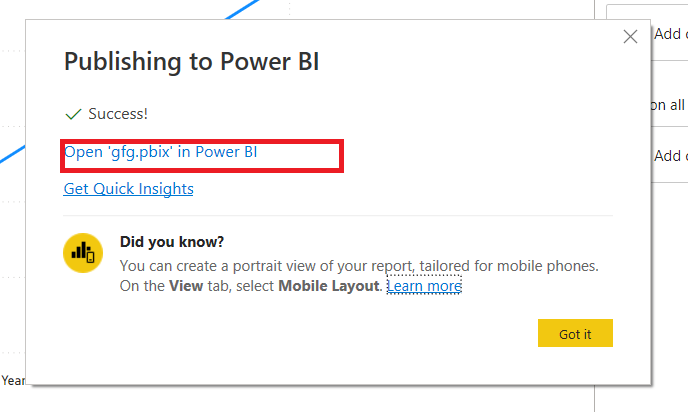 Publishing to Power BI
Add d
Success!
on all
Open 'gfg.pbix' in Power BI
Add d
Get Quick Insights
Did you know?
You can create a portrait view of your report, tailored for mobile phones.
On the View tab, select Mobile Layout. Learn more
Got it
Year